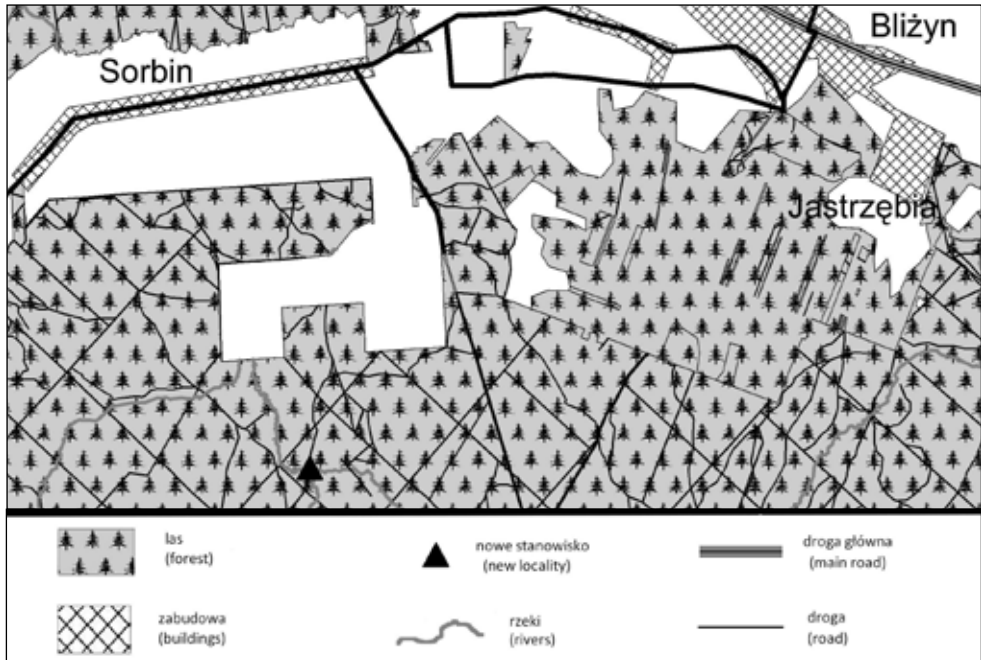 Bliżyn
Sorbin
Jastrzębia
las
(forest)
nowe stanowisko
(new locality)
droga główna
(main road)
zabudowa
(buildings)
rzeki
(rivers)
droga
(road)